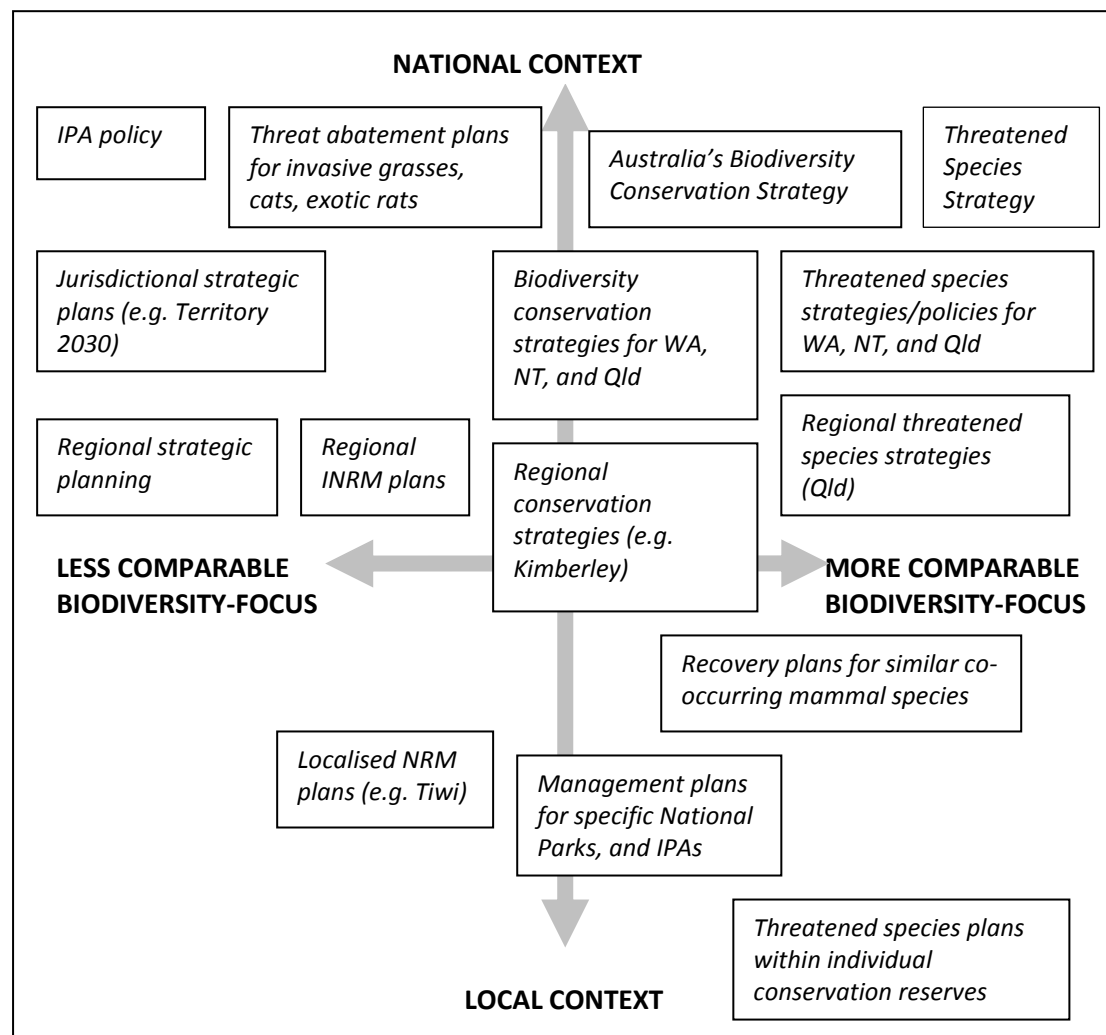 NATIONAL CONTEXT
IPA policy
Threat abatement plans
for invasive grasses,
cats, exotic rats
Australia’s Biodiversity
Conservation Strategy
Threatened
Species
Strategy
Jurisdictional strategic
plans (e.g. Territory
2030)
Biodiversity
conservation
strategies for WA,
NT, and Qld
Threatened species
strategies/policies for
WA, NT, and Qld
Regional strategic
planning
Regional
INRM plans
Regional
conservation
strategies (e.g.
Kimberley)
Regional threatened
species strategies
(Qld)
LESS COMPARABLE
BIODIVERSITY-FOCUS
MORE COMPARABLE
BIODIVERSITY-FOCUS
Recovery plans for similar co-
occurring mammal species
Localised NRM
plans (e.g. Tiwi)
Management plans
for specific National
Parks, and IPAs
Threatened species plans
within individual
conservation reserves
LOCAL CONTEXT